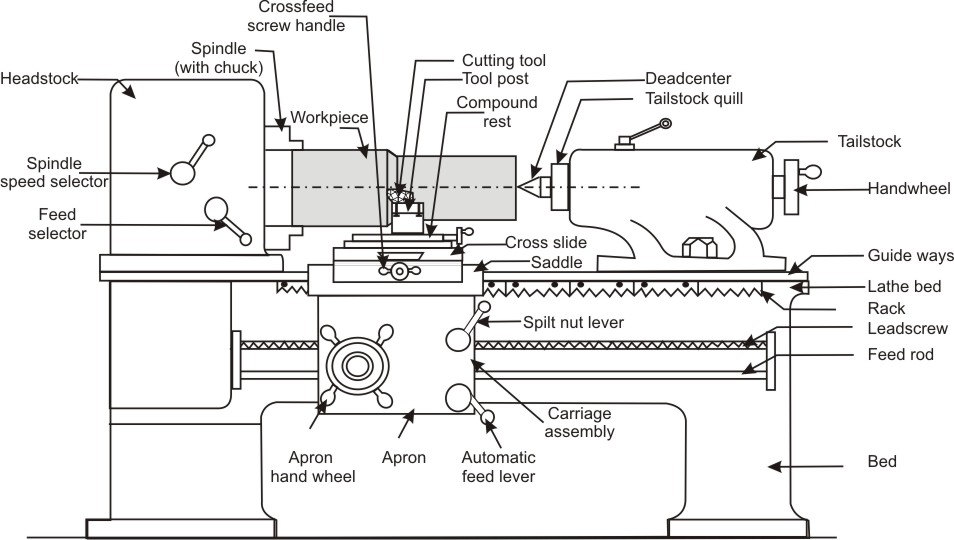 Crossfeed
screw handle
Spindle
(with chuck)
Headstock
Cutting tool
Tool post
Compound
rest
Workpiece
Deadcenter
Tailstock quill
Tailstock
Spindle
speed selector
Handwheel
Feed
selector
Cross slide
Saddle
Guide ways
Lathe bed
Rack
Spilt nut lever
Leadscrew
Feed rod
Carriage
assembly
Apron
hand wheel
Apron
Automatic
feed lever
Bed